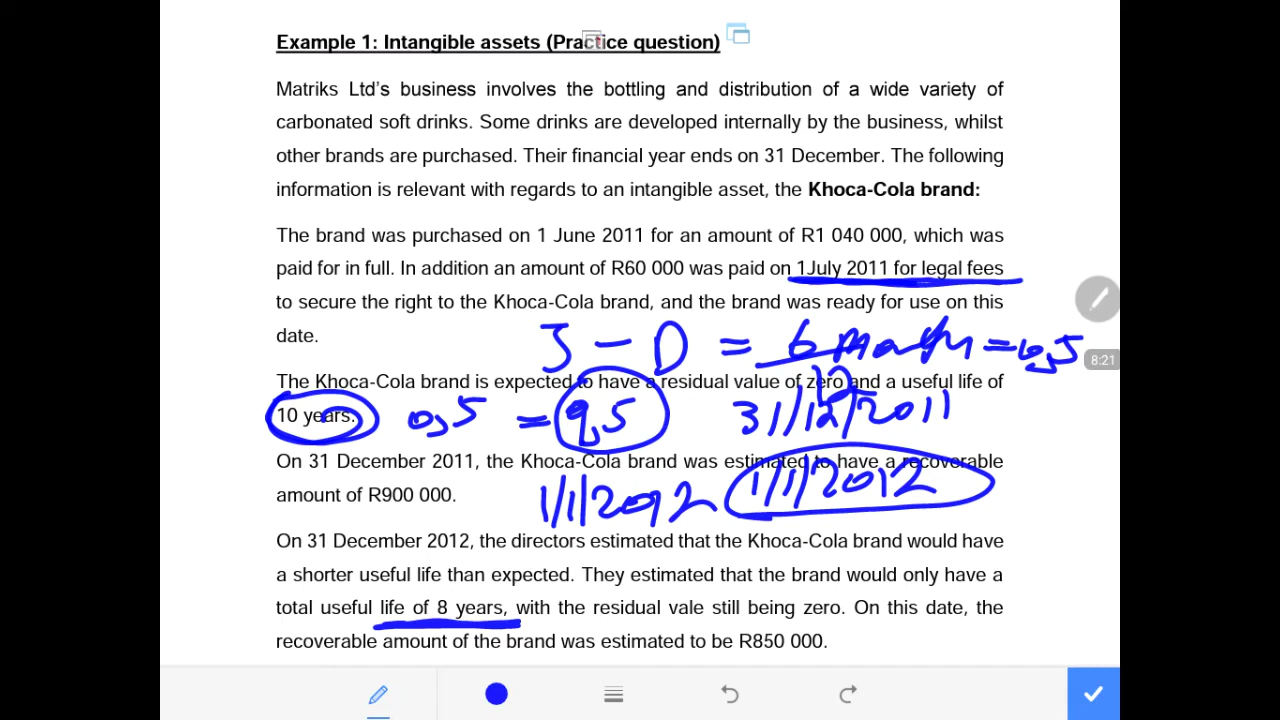 Example 1: Intangible assets (Practice question)
Matriks Ltd's business involves the bottling and distribution of a wide variety of
carbonated soft drinks. Some drinks are developed internally by the business, whilst
other brands are purchased. Their financial year ends on 31 December. The following
information is relevant with regards to an intangible asset, the Khoca-Cola brand:
The brand was purchased on 1 June 2011 for an amount of R1 040 000, which was
paid for in full. In addition an amount of R60 000 was paid on 1July 2011 for legal fees
to secure the right to the Khoca-Cola brand, and the brand was ready for use on this
date.
J - D = 6 months = 0,5
12
8:21
The Khoca-Cola brand is expected to have a residual value of zero and a useful life of
10 years. 0,5 = 9,5 31/12/2011
On 31 December 2011, the Khoca-Cola brand was estimated to have a recoverable
amount of R900 000. 1/1/2012 1/1/2012
On 31 December 2012, the directors estimated that the Khoca-Cola brand would have
a shorter useful life than expected. They estimated that the brand would only have a
total useful life of 8 years, with the residual vale still being zero. On this date, the
recoverable amount of the brand was estimated to be R850 000.